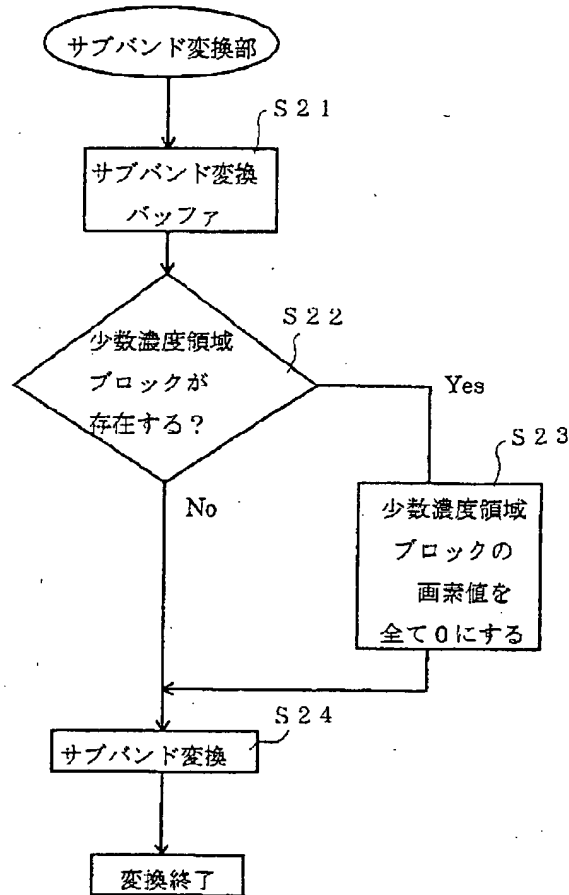 サブバンド変換部
S21
サブバンド変換
バッファ
S22
少数濃度領域
ブロックが
存在する?
Yes
No
S23
少数濃度領域
ブロックの
画素値を
全て0にする
S24
サブバンド変換
変換終了